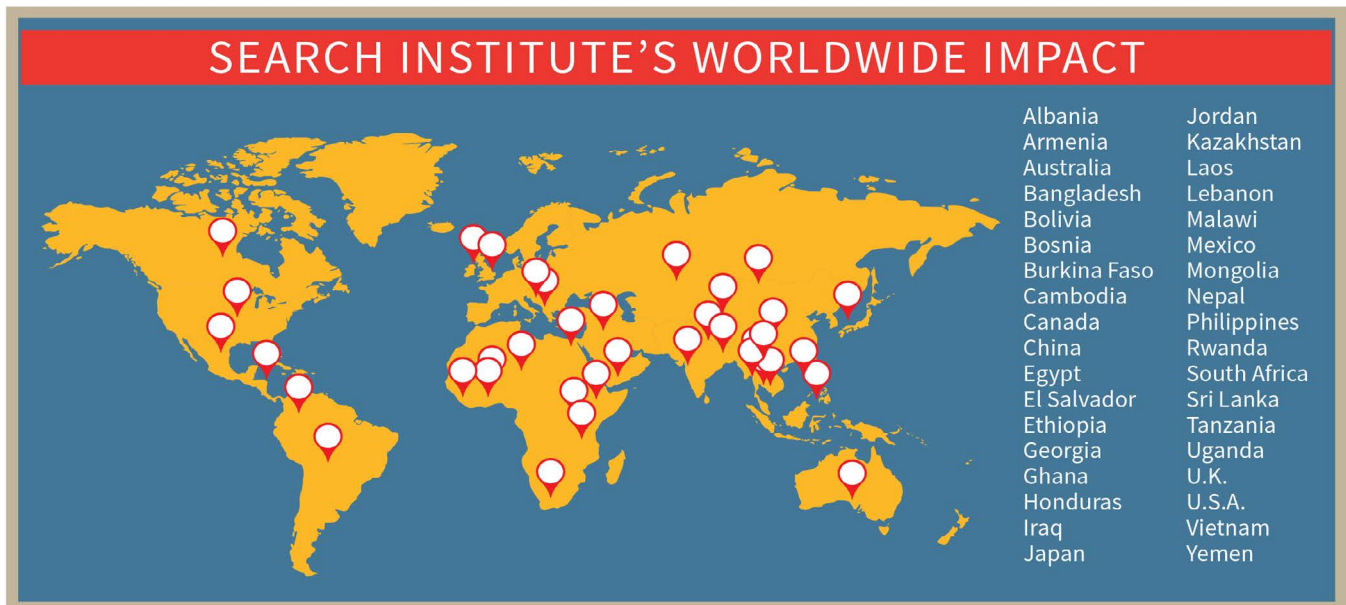 SEARCH INSTITUTE'S WORLDWIDE IMPACT
Albania
Armenia
Australia
Bangladesh
Bolivia
Bosnia
Burkina Faso
Cambodia
Canada
China
Egypt
El Salvador
Ethiopia
Georgia
Ghana
Honduras
Iraq
Japan
Jordan
Kazakhstan
Laos
Lebanon
Malawi
Mexico
Mongolia
Nepal
Philippines
Rwanda
South Africa
Sri Lanka
Tanzania
Uganda
U.K.
U.S.A.
Vietnam
Yemen